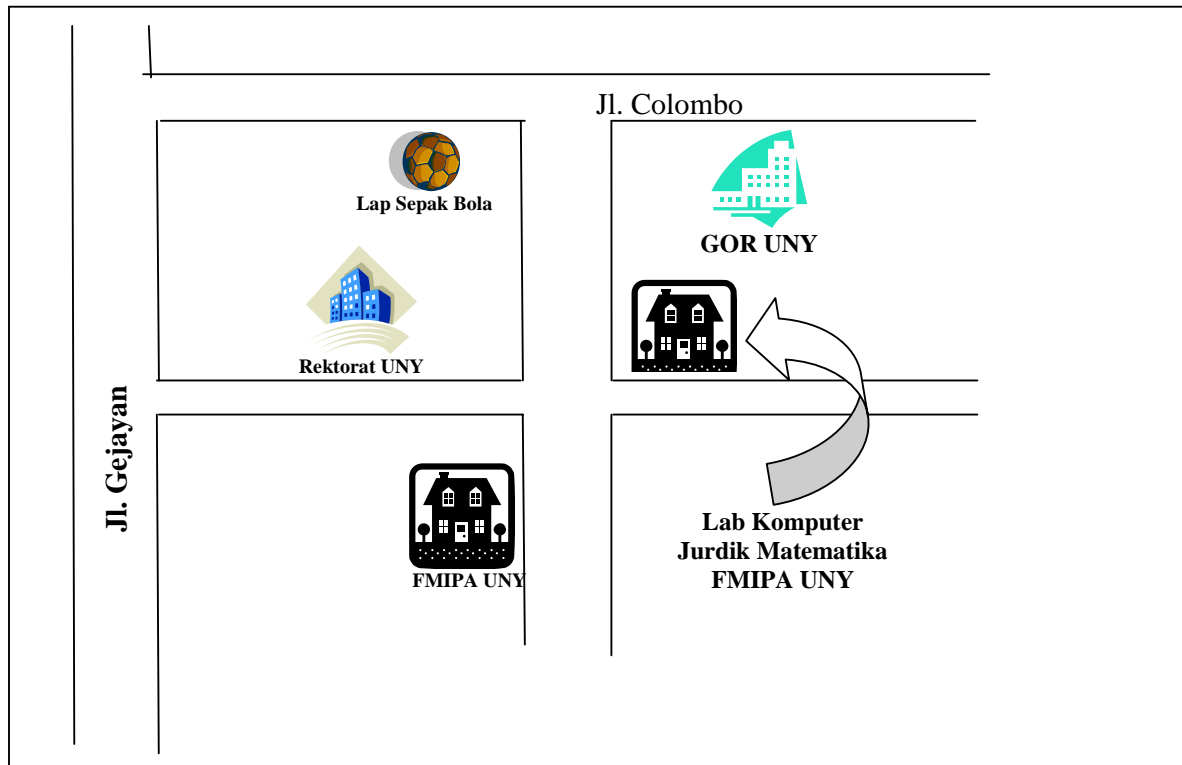 Jl. Colombo
Lap Sepak Bola
GOR UNY
Rektorat UNY
Jl. Gejayan
FMIPA UNY
Lab Komputer
Jurdik Matematika
FMIPA UNY